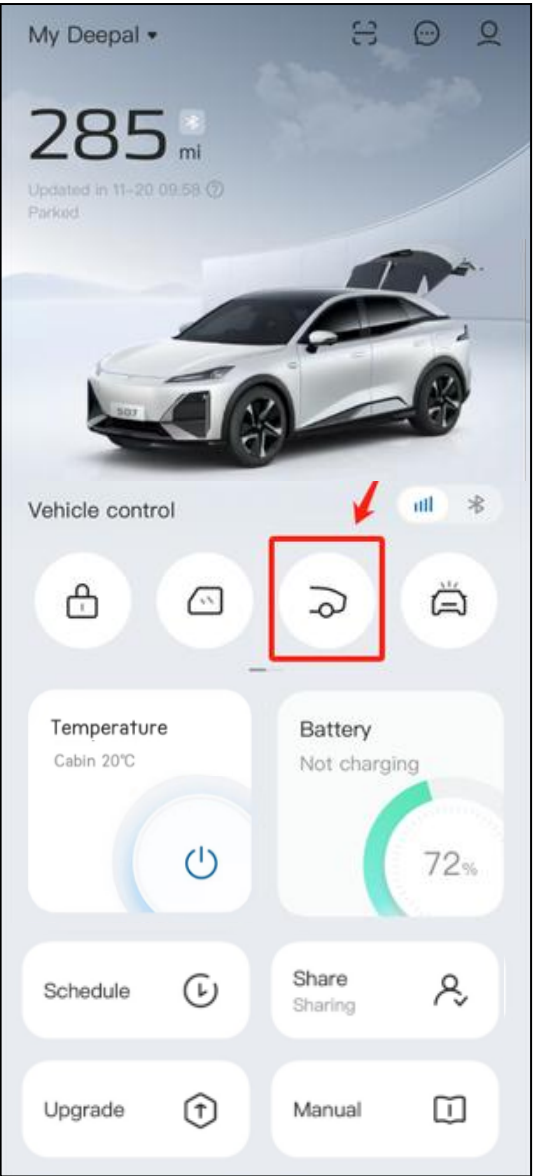 My Deepal
285 mi
Updated in 11-20 09:58
Parked
S07
Vehicle control
Temperature
Cabin 20℃
Battery
Not charging
72%
Schedule
Share
Sharing
Upgrade
Manual